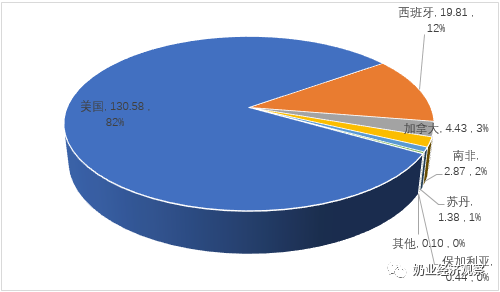 西班牙, 19.81 ,
12%
美国, 130.58 ,
82%
加拿大, 4.43 , 3%
南非,
2.87 , 2%
苏丹,
1.38 , 1%
其他, 0.10 , 0%
保加利亚,
0.44 , 0%
奶业经济观察